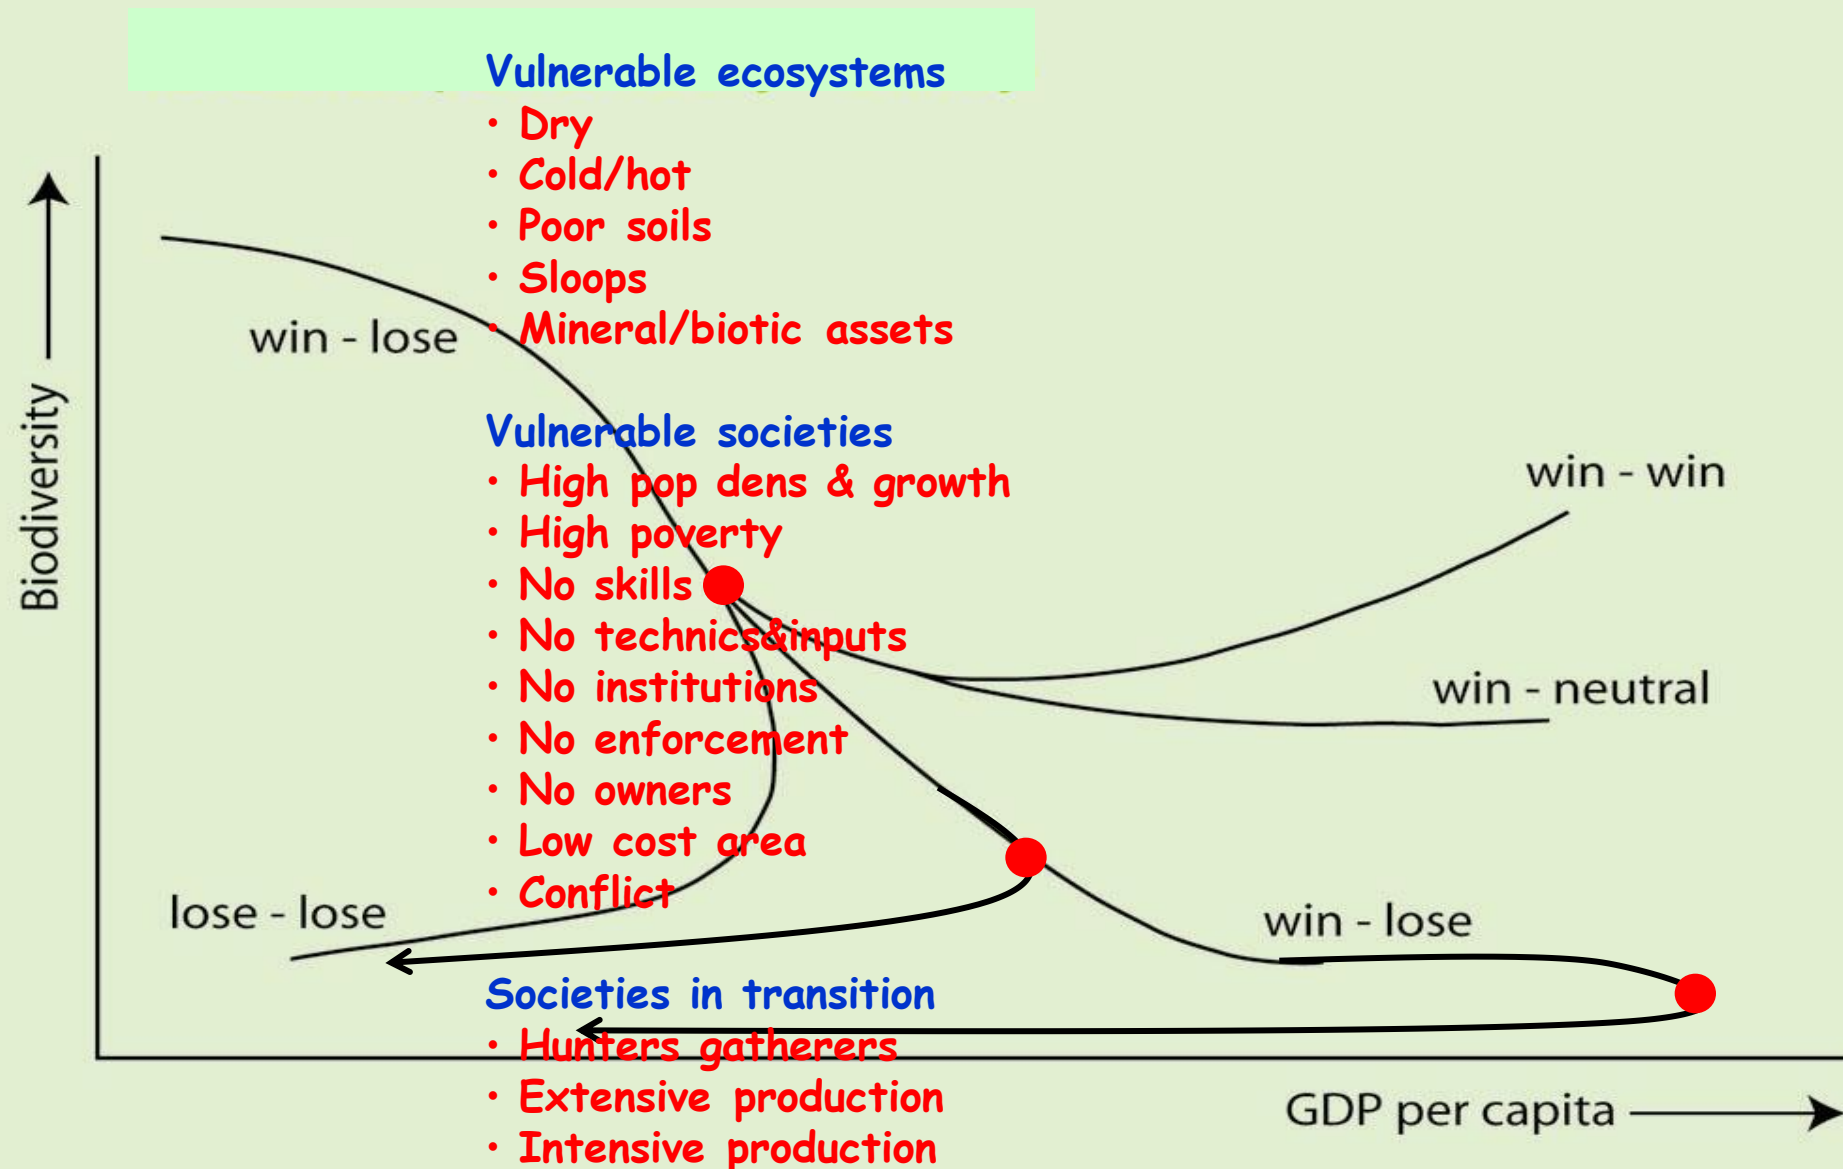 Vulnerable ecosystems
• Dry
• Cold/hot
• Poor soils
• Sloops
• Mineral/biotic assets
Vulnerable societies
• High pop dens & growth
• High poverty
• No skills
• No technics&inputs
• No institutions
• No enforcement
• No owners
• Low cost area
• Conflict
Societies in transition
• Hunters gatherers
• Extensive production
• Intensive production
Biodiversity
win - lose
win - win
win - neutral
lose - lose
win - lose
GDP per capita